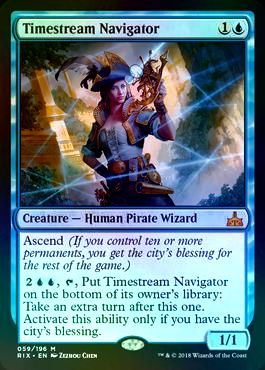 Timestream Navigator 1
Creature — Human Pirate Wizard
Ascend (If you control ten or more
permanents, you get the city's blessing for
the rest of the game.)
2, Put Timestream Navigator
on the bottom of its owner's library:
Take an extra turn after this one.
Activate this ability only if you have the
city's blessing.
1/1
059/196 M
RIX • EN ZEZHOU CHEN
™ & © 2018 Wizards of the Coast